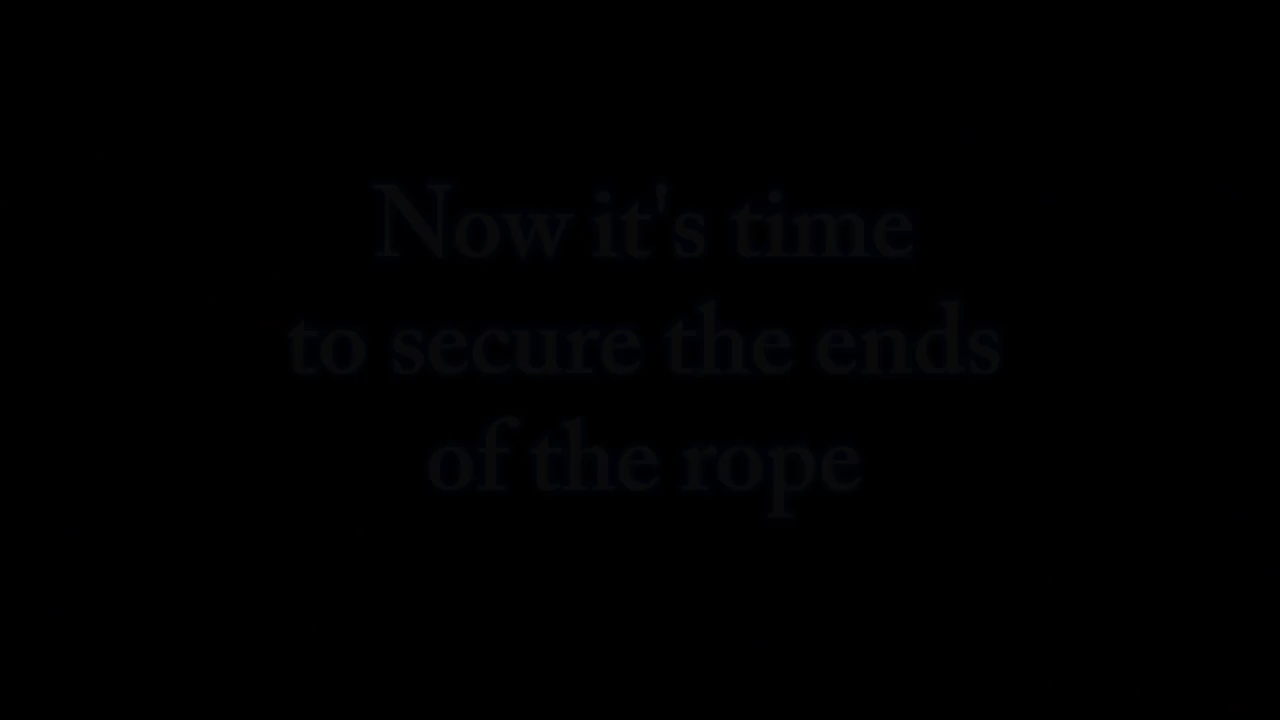 Now it's time
to secure the ends
of the rope